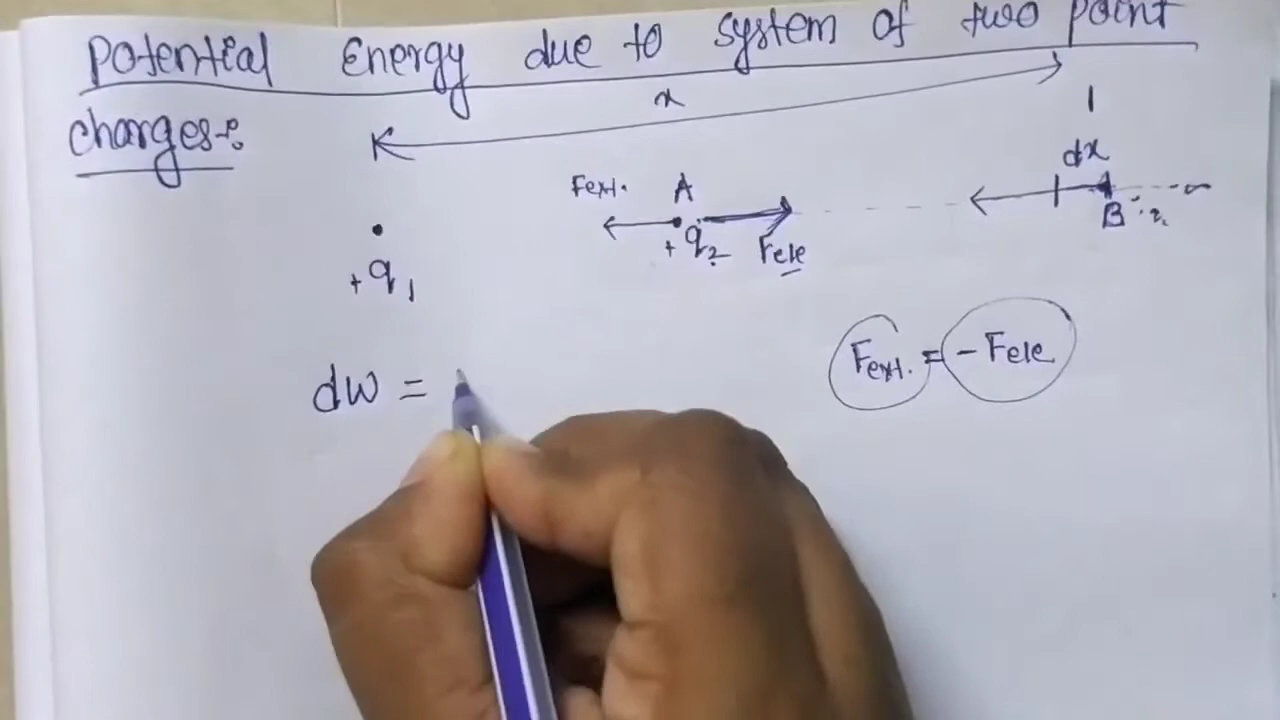 Potential Energy due to system of two point
charges:-
x
dx
Fext. A
B
+q1
+q2 Fele
Fext. = - Fele
dw =